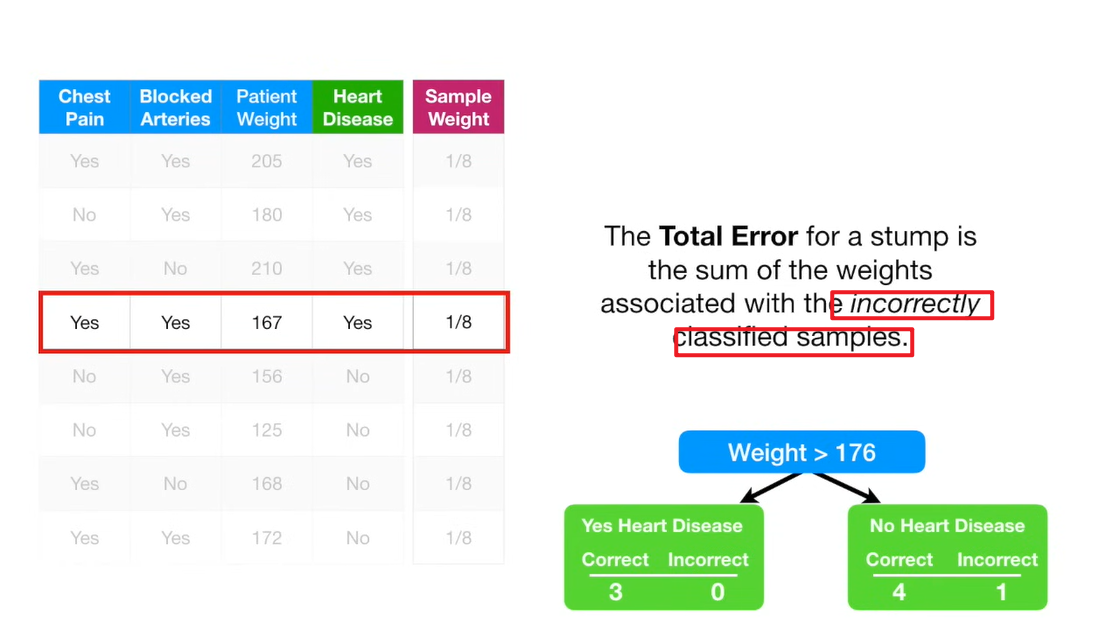 Chest Pain Blocked Arteries Patient Weight Heart Disease Sample Weight
Yes Yes 205 Yes 1/8
No Yes 180 Yes 1/8
Yes No 210 Yes 1/8
Yes Yes 167 Yes 1/8
No Yes 156 No 1/8
No Yes 125 No 1/8
Yes No 168 No 1/8
Yes Yes 172 No 1/8
The Total Error for a stump is
the sum of the weights
associated with the incorrectly
classified samples.
Weight > 176
Yes Heart Disease
Correct Incorrect
3 0
No Heart Disease
Correct Incorrect
4 1